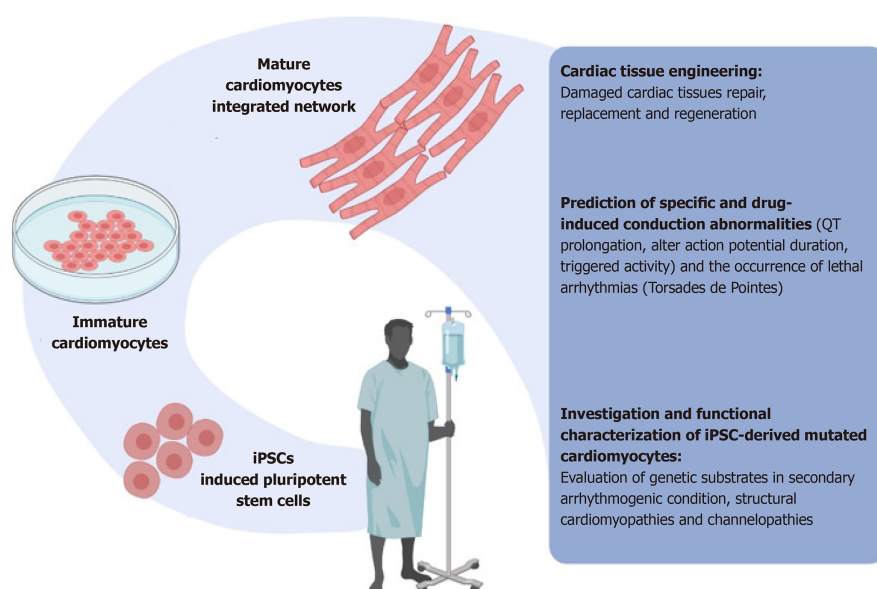 Mature
cardiomyocytes
integrated network
Immature
cardiomyocytes
iPSCs
induced pluripotent
stem cells
Cardiac tissue engineering:
Damaged cardiac tissues repair,
replacement and regeneration
Prediction of specific and drug-
induced conduction abnormalities (QT
prolongation, alter action potential duration,
triggered activity) and the occurrence of lethal
arrhythmias (Torsades de Pointes)
Investigation and functional
characterization of iPSC-derived mutated
cardiomyocytes:
Evaluation of genetic substrates in secondary
arrhythmogenic condition, structural
cardiomyopathies and channelopathies